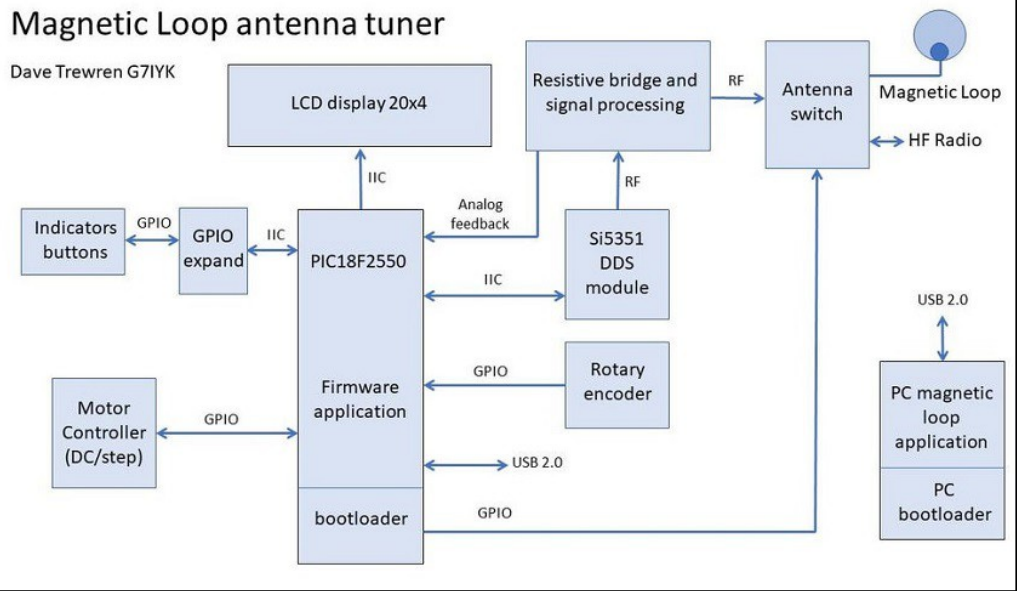 Magnetic Loop antenna tuner
Dave Trewren G7IYK
LCD display 20x4
Resistive bridge and
signal processing
RF
Antenna
switch
Magnetic Loop
HF Radio
IIC
RF
Analog
feedback
Indicators
buttons
GPIO
GPIO
expand
IIC
PIC18F2550
Si5351
DDS
module
IIC
USB 2.0
Motor
Controller
(DC/step)
GPIO
Firmware
application
GPIO
Rotary
encoder
PC magnetic
loop
application
USB 2.0
bootloader
GPIO
PC
bootloader